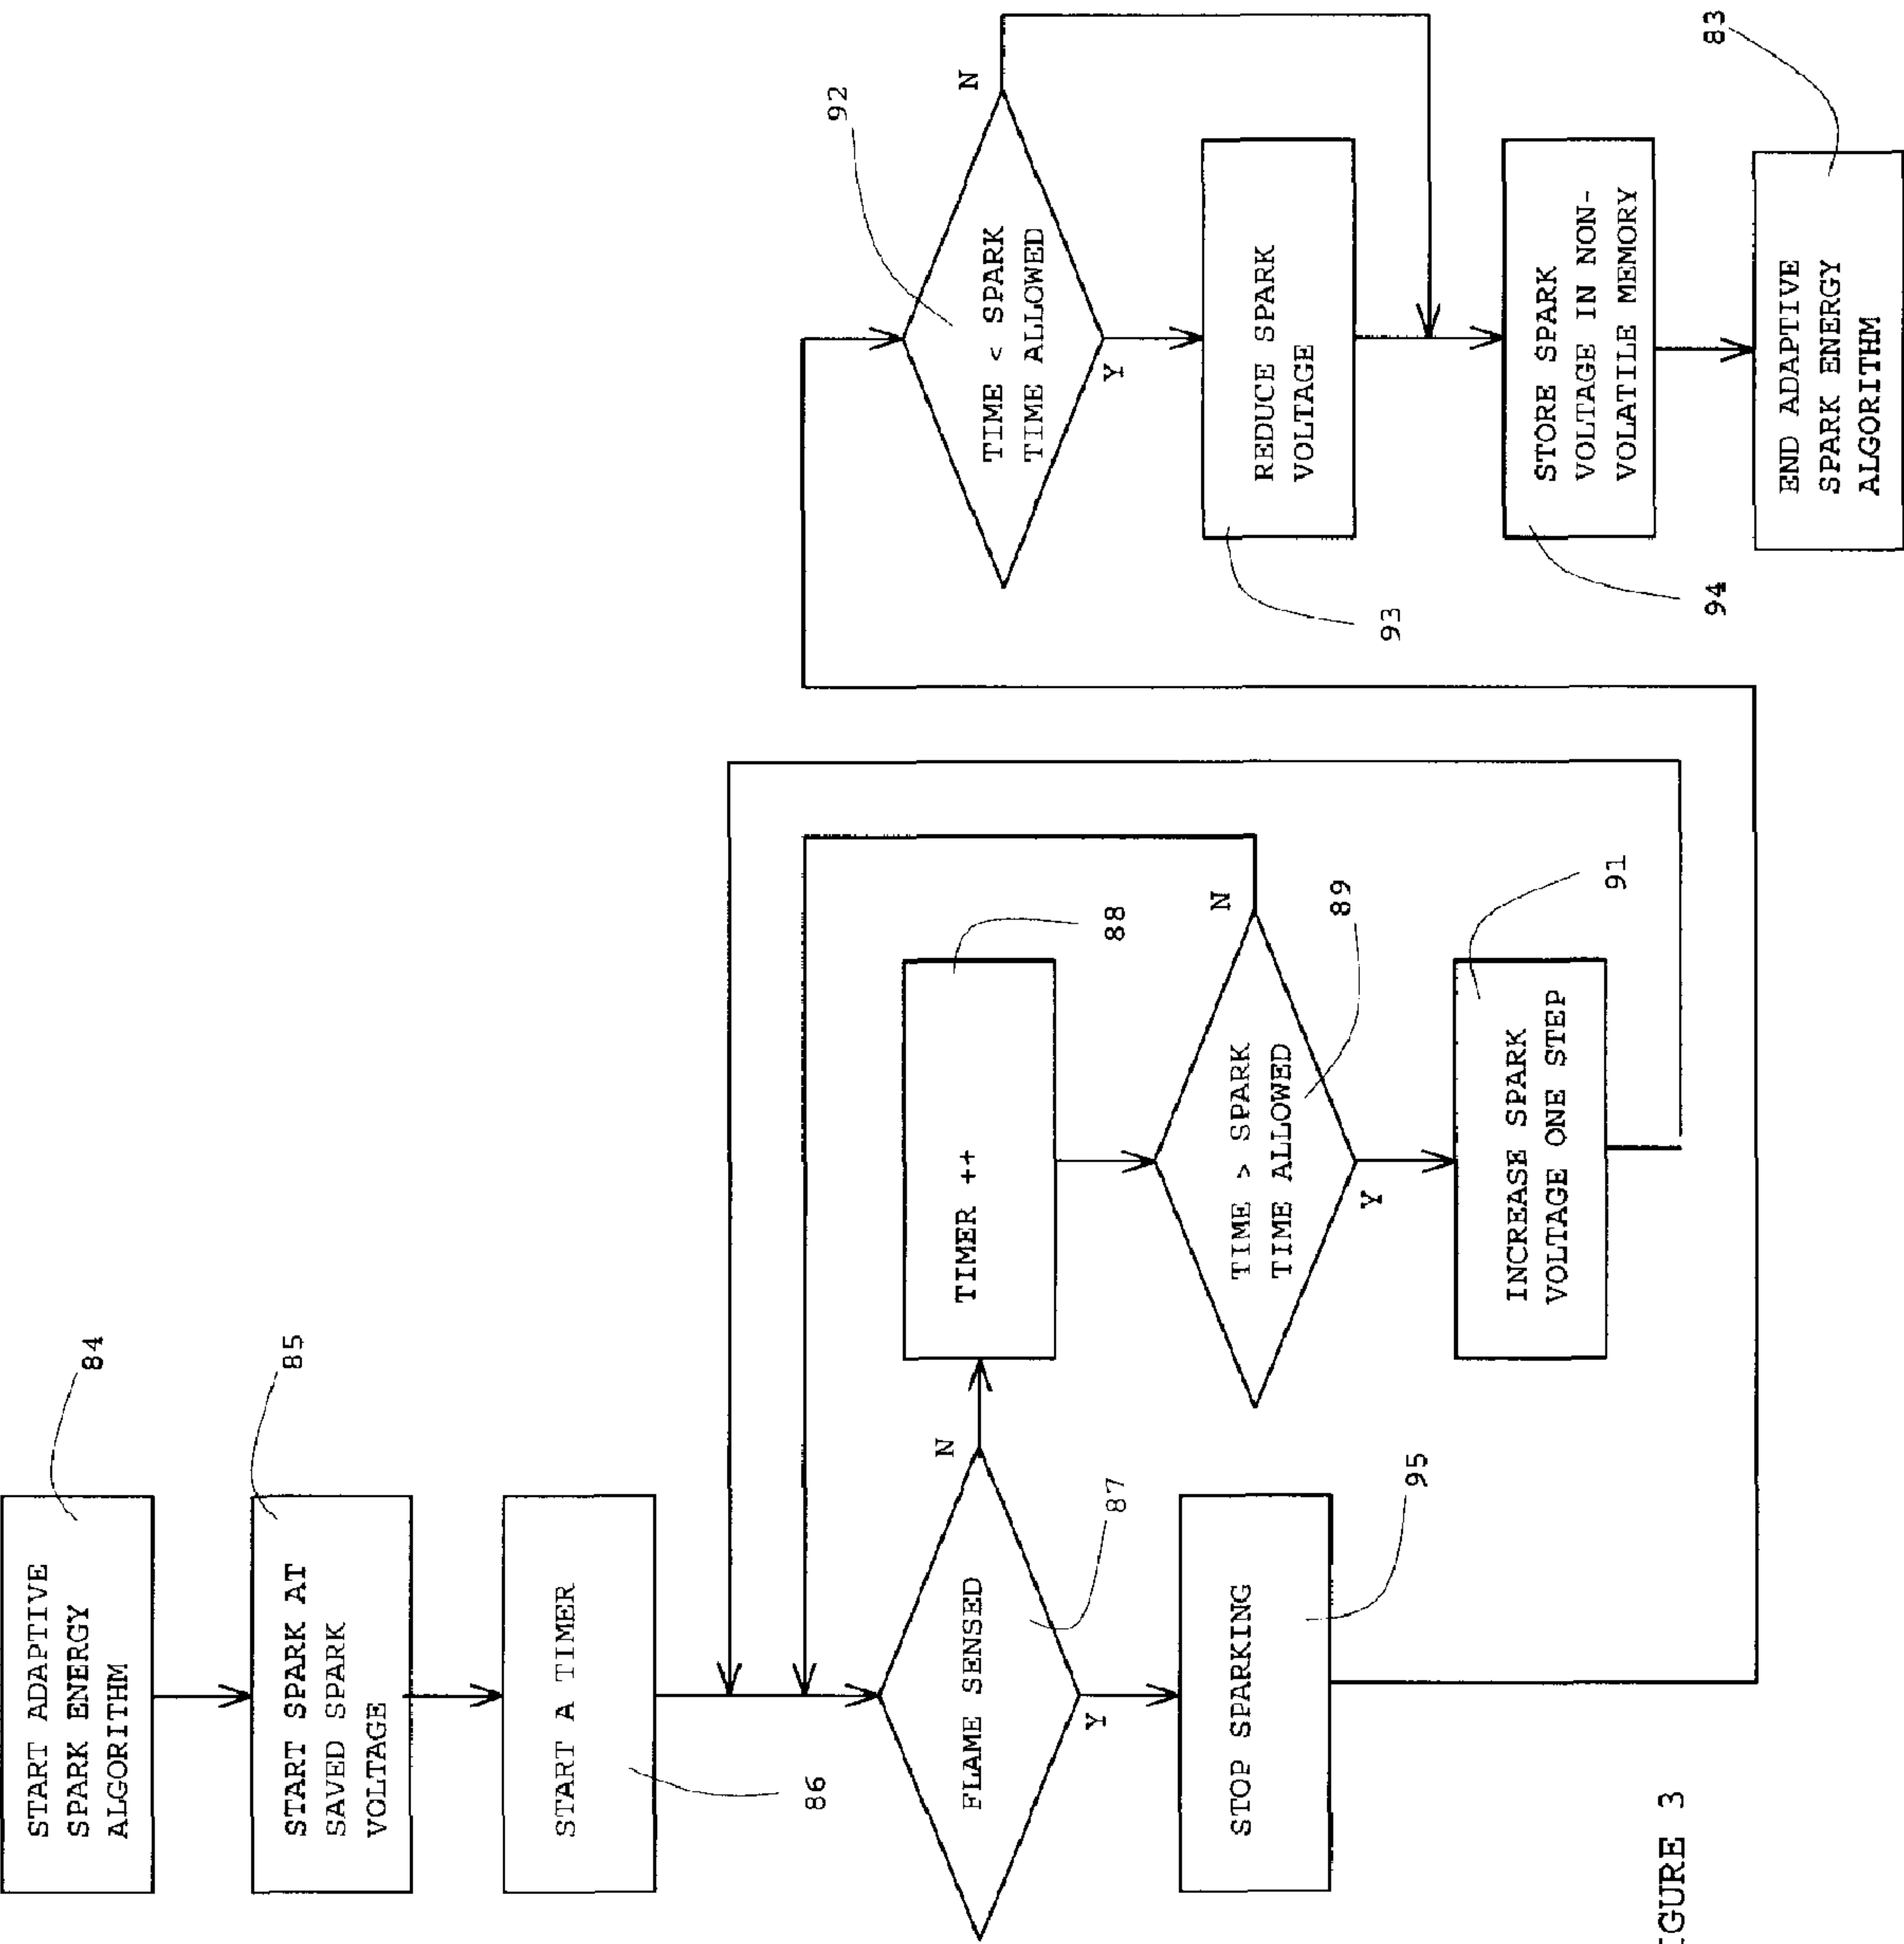 START ADAPTIVE
SPARK ENERGY
ALGORITHM
84
START SPARK AT
SAVED SPARK
VOLTAGE
85
START A TIMER
86
FLAME SENSED
N
Y
87
TIMER ++
88
STOP SPARKING
95
TIME > SPARK
TIME ALLOWED
N
Y
89
INCREASE SPARK
VOLTAGE ONE STEP
91
TIME < SPARK
TIME ALLOWED
N
Y
92
REDUCE SPARK
VOLTAGE
93
STORE SPARK
VOLTAGE IN NON-
VOLATILE MEMORY
94
END ADAPTIVE
SPARK ENERGY
ALGORITHM
83
IGURE 3